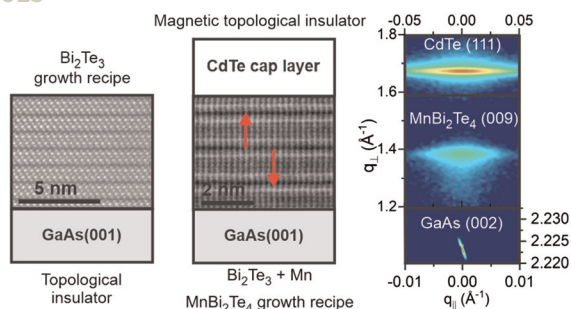 Bi2Te3
growth recipe
5 nm
GaAs(001)
Topological
insulator
Magnetic topological insulator
CdTe cap layer
2 nm
GaAs(001)
Bi2Te3 + Mn
MnBi2Te4 growth recipe
-0.05 0.00 0.05
1.8
CdTe (111)
1.6
MnBi2Te4 (009)
1.4
q⊥ (Å-1)
1.2
GaAs (002)
2.230
2.225
2.220
-0.01 0.00 0.01
q|| (Å-1)